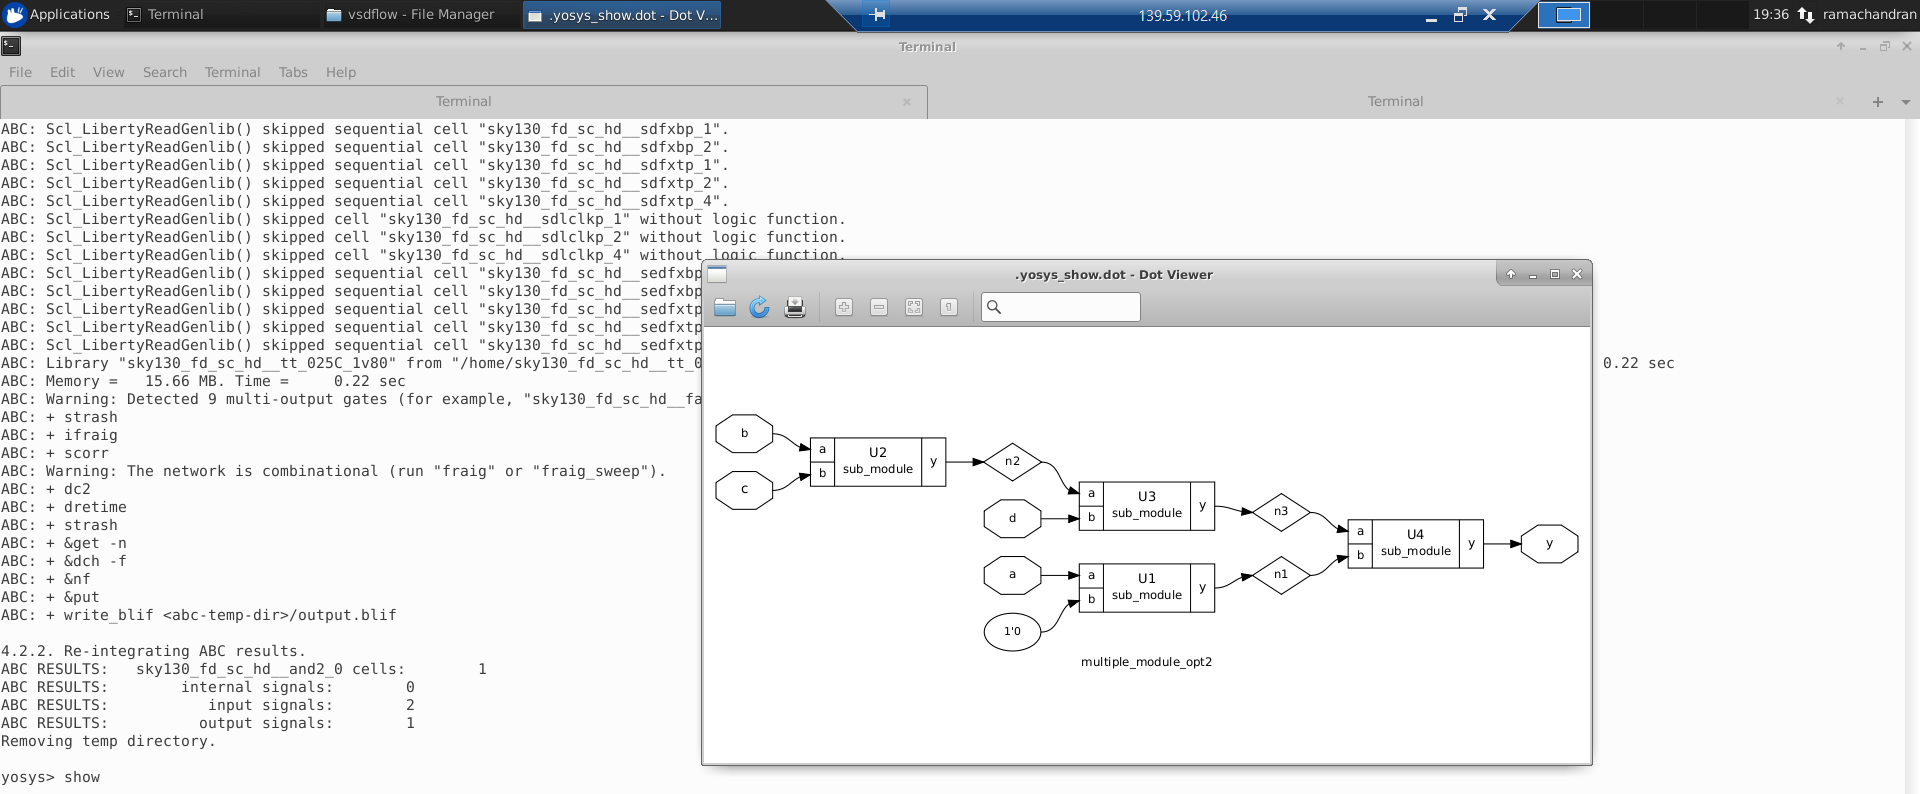 Applications Terminal vsdflow - File Manager .yosys_show.dot - Dot V... 139.59.102.46 19:36 ramachandran
Terminal
File Edit View Search Terminal Tabs Help
Terminal Terminal
ABC: Scl_LibertyReadGenlib() skipped sequential cell "sky130_fd_sc_hd__sdfxbp_1".
ABC: Scl_LibertyReadGenlib() skipped sequential cell "sky130_fd_sc_hd__sdfxbp_2".
ABC: Scl_LibertyReadGenlib() skipped sequential cell "sky130_fd_sc_hd__sdfxtp_1".
ABC: Scl_LibertyReadGenlib() skipped sequential cell "sky130_fd_sc_hd__sdfxtp_2".
ABC: Scl_LibertyReadGenlib() skipped sequential cell "sky130_fd_sc_hd__sdfxtp_4".
ABC: Scl_LibertyReadGenlib() skipped cell "sky130_fd_sc_hd__sdlclkp_1" without logic function.
ABC: Scl_LibertyReadGenlib() skipped cell "sky130_fd_sc_hd__sdlclkp_2" without logic function.
ABC: Scl_LibertyReadGenlib() skipped cell "sky130_fd_sc_hd__sdlclkp_4" without logic function.
ABC: Scl_LibertyReadGenlib() skipped sequential cell "sky130_fd_sc_hd__sedfxbp
ABC: Scl_LibertyReadGenlib() skipped sequential cell "sky130_fd_sc_hd__sedfxbp
ABC: Scl_LibertyReadGenlib() skipped sequential cell "sky130_fd_sc_hd__sedfxtp
ABC: Scl_LibertyReadGenlib() skipped sequential cell "sky130_fd_sc_hd__sedfxtp
ABC: Scl_LibertyReadGenlib() skipped sequential cell "sky130_fd_sc_hd__sedfxtp
ABC: Library "sky130_fd_sc_hd__tt_025C_1v80" from "/home/sky130_fd_sc_hd__tt_0 0.22 sec
ABC: Memory = 15.66 MB. Time = 0.22 sec
ABC: Warning: Detected 9 multi-output gates (for example, "sky130_fd_sc_hd__fa
ABC: + strash
ABC: + ifraig
ABC: + scorr
ABC: Warning: The network is combinational (run "fraig" or "fraig_sweep").
ABC: + dc2
ABC: + dretime
ABC: + strash
ABC: + &get -n
ABC: + &dch -f
ABC: + &nf
ABC: + &put
ABC: + write_blif <abc-temp-dir>/output.blif
4.2.2. Re-integrating ABC results.
ABC RESULTS: sky130_fd_sc_hd__and2_0 cells: 1
ABC RESULTS: internal signals: 0
ABC RESULTS: input signals: 2
ABC RESULTS: output signals: 1
Removing temp directory.
yosys> show
.yosys_show.dot - Dot Viewer
b
c
a
b
U2
sub_module
y
n2
d
a
b
U3
sub_module
y
n3
a
1'0
a
b
U1
sub_module
y
n1
a
b
U4
sub_module
y
y
multiple_module_opt2